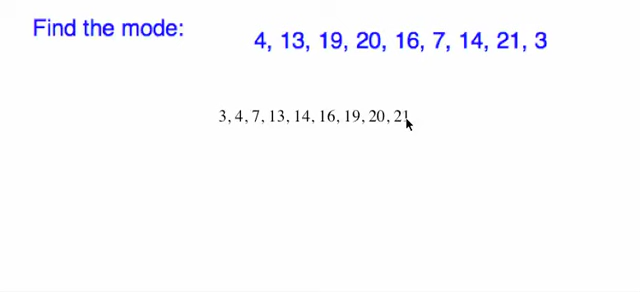 Find the mode:
4, 13, 19, 20, 16, 7, 14, 21, 3
3, 4, 7, 13, 14, 16, 19, 20, 21